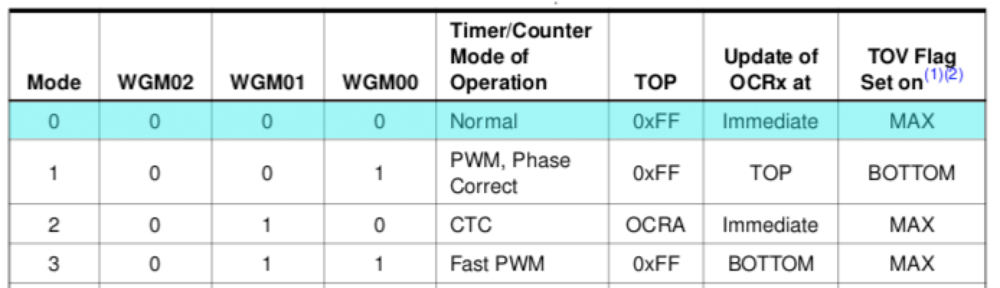 Mode WGM02 WGM01 WGM00 Timer/Counter Mode of Operation TOP Update of OCRx at TOV Flag Set on(1)(2)
0 0 0 0 Normal 0xFF Immediate MAX
1 0 0 1 PWM, Phase Correct 0xFF TOP BOTTOM
2 0 1 0 CTC OCRA Immediate MAX
3 0 1 1 Fast PWM 0xFF BOTTOM MAX